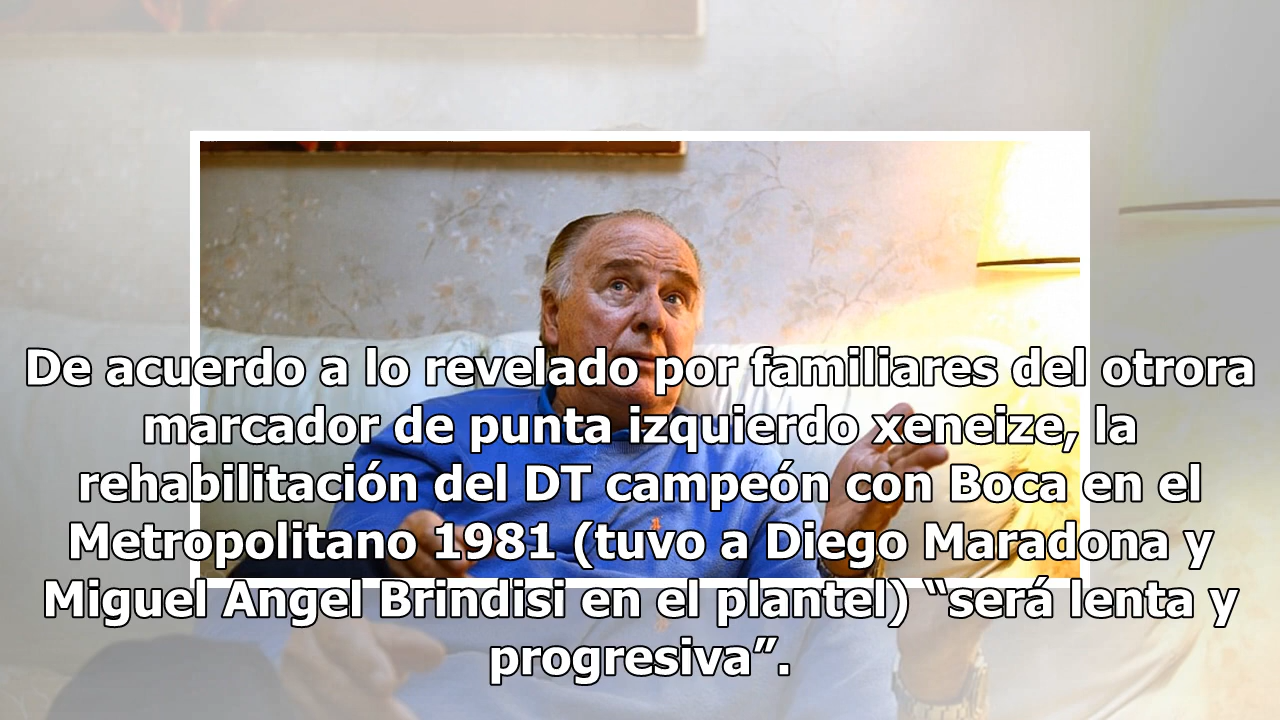 De acuerdo a lo revelado por familiares del otrora
marcador de punta izquierdo xeneize, la
rehabilitación del DT campeón con Boca en el
Metropolitano 1981 (tuvo a Diego Maradona y
Miguel Angel Brindisi en el plantel) “será lenta y
progresiva”.